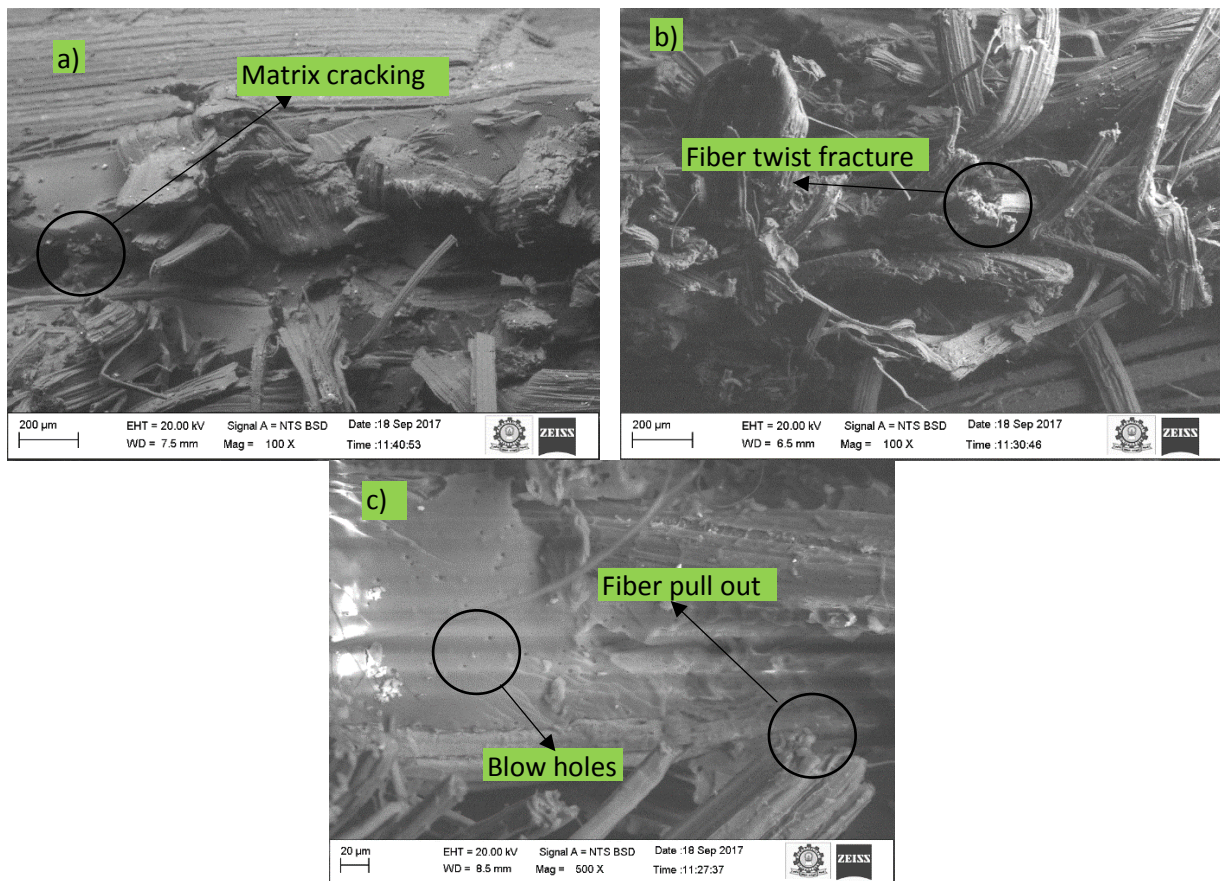 a)
Matrix cracking
200 µm
EHT = 20.00 kV
Signal A = NTS BSD
Date :18 Sep 2017
WD = 7.5 mm
Mag = 100 X
Time :11:40:53
ZEISS
b)
Fiber twist fracture
200 µm
EHT = 20.00 kV
Signal A = NTS BSD
Date :18 Sep 2017
WD = 6.5 mm
Mag = 100 X
Time :11:30:46
ZEISS
c)
Fiber pull out
Blow holes
20 µm
EHT = 20.00 kV
Signal A = NTS BSD
Date :18 Sep 2017
WD = 8.5 mm
Mag = 500 X
Time :11:27:37
ZEISS